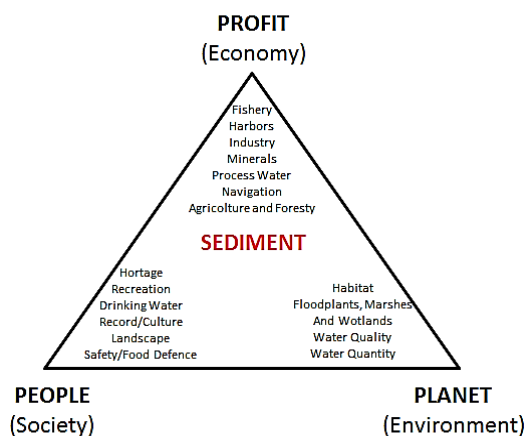 PROFIT
(Economy)
Fishery
Harbors
Industry
Minerals
Process Water
Navigation
Agricolture and Foresty
SEDIMENT
Hortage
Recreation
Drinking Water
Record/Culture
Landscape
Safety/Food Defence
Habitat
Floodplants, Marshes
And Wotlands
Water Quality
Water Quantity
PEOPLE
(Society)
PLANET
(Environment)